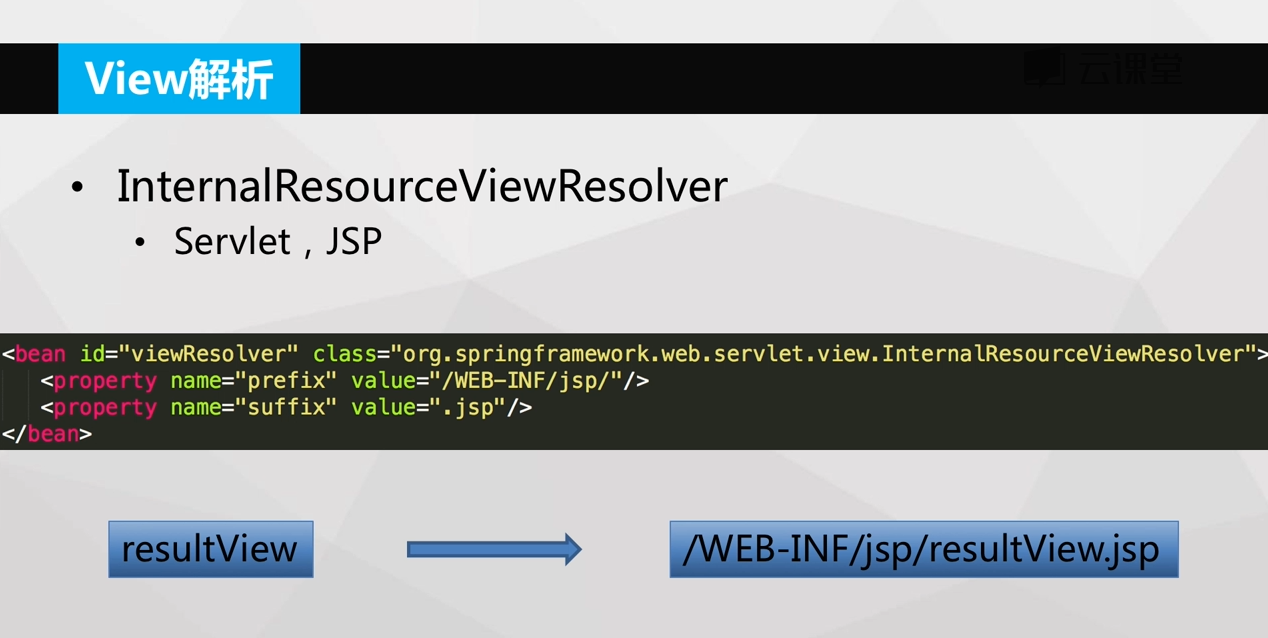 View解析
云课堂
• InternalResourceViewResolver
• Servlet，JSP
<bean id="viewResolver" class="org.springframework.web.servlet.view.InternalResourceViewResolver">
<property name="prefix" value="/WEB-INF/jsp/"/>
<property name="suffix" value=".jsp"/>
</bean>
resultView
/WEB-INF/jsp/resultView.jsp